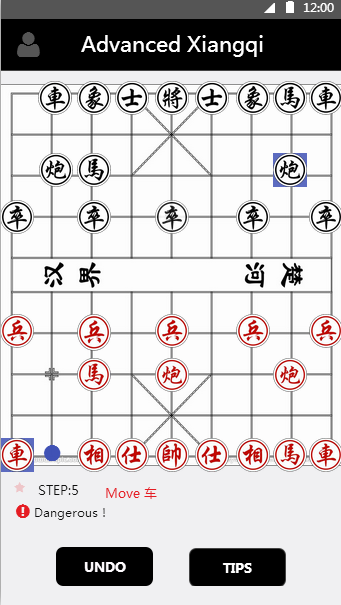 12:00
Advanced Xiangqi
車 象 士 將 士 象 馬 車
炮 馬 炮
卒 卒 卒 卒 卒
汉界 河楚
兵 兵 兵 兵 兵
馬 炮 炮
車 相 仕 帥 仕 相 馬 車
STEP:5 Move 车
Dangerous !
UNDO TIPS